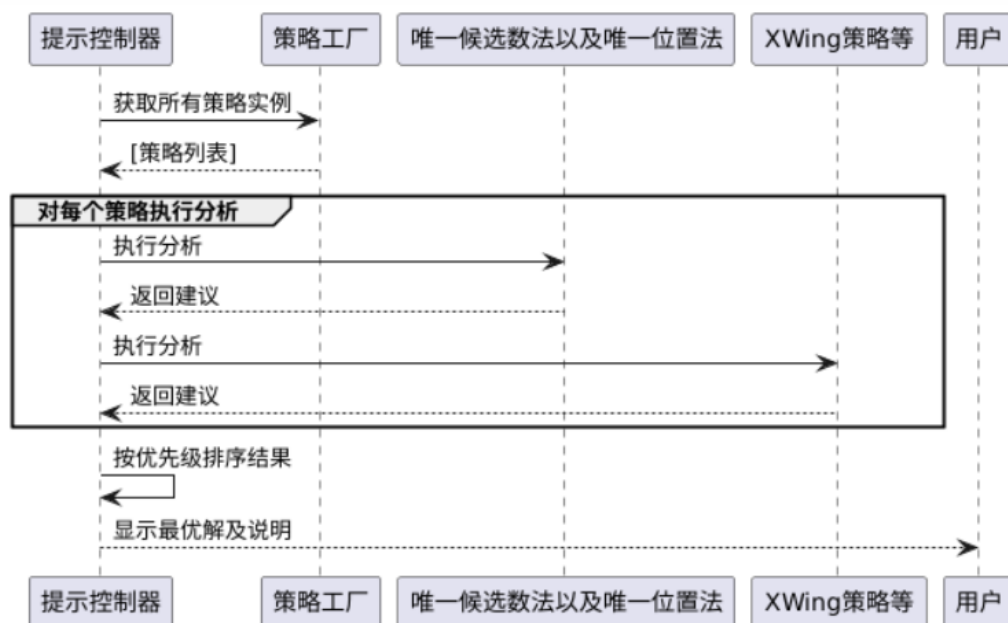 提示控制器
策略工厂
唯一候选数法以及唯一位置法
XWing策略等
用户
获取所有策略实例
[策略列表]
对每个策略执行分析
执行分析
返回建议
执行分析
返回建议
按优先级排序结果
显示最优解及说明
提示控制器
策略工厂
唯一候选数法以及唯一位置法
XWing策略等
用户